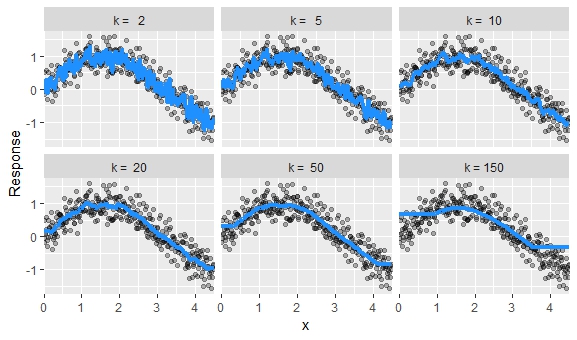 k = 2
k = 5
k = 10
1
0
-1
k = 20
k = 50
k = 150
1
0
-1
0 1 2 3 4 0 1 2 3 4 0 1 2 3 4
Response
x